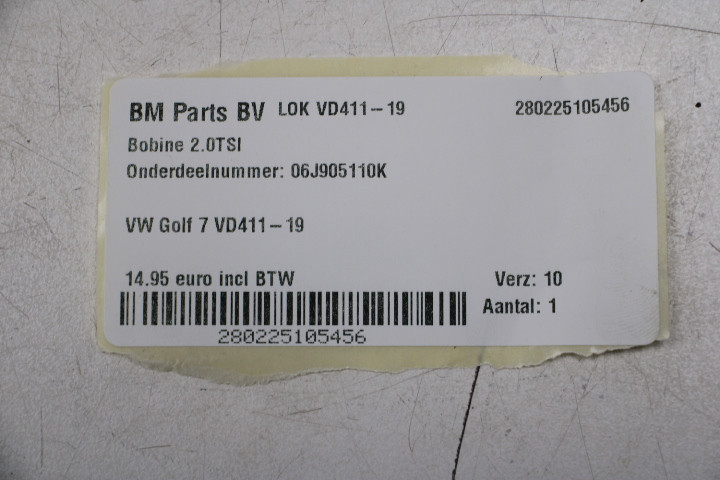 BM Parts BV LOK VD411-19 280225105456
Bobine 2.0TSI
Onderdeelnummer: 06J905110K
VW Golf 7 VD411-19
14.95 euro incl BTW Verz: 10
Aantal: 1
280225105456